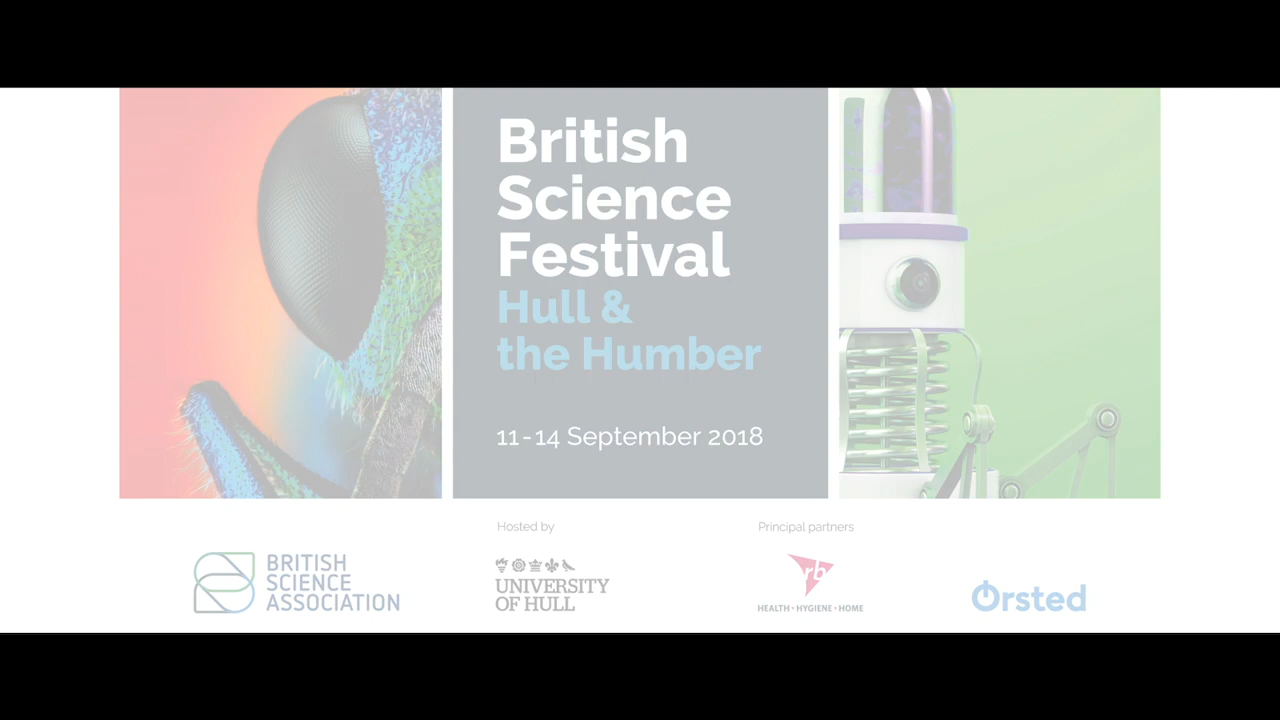 British
Science
Festival
Hull &
the Humber
11-14 September 2018
Hosted by
Principal partners
BRITISH
SCIENCE
ASSOCIATION
UNIVERSITY
OF HULL
rb
HEALTH • HYGIENE • HOME
Ørsted